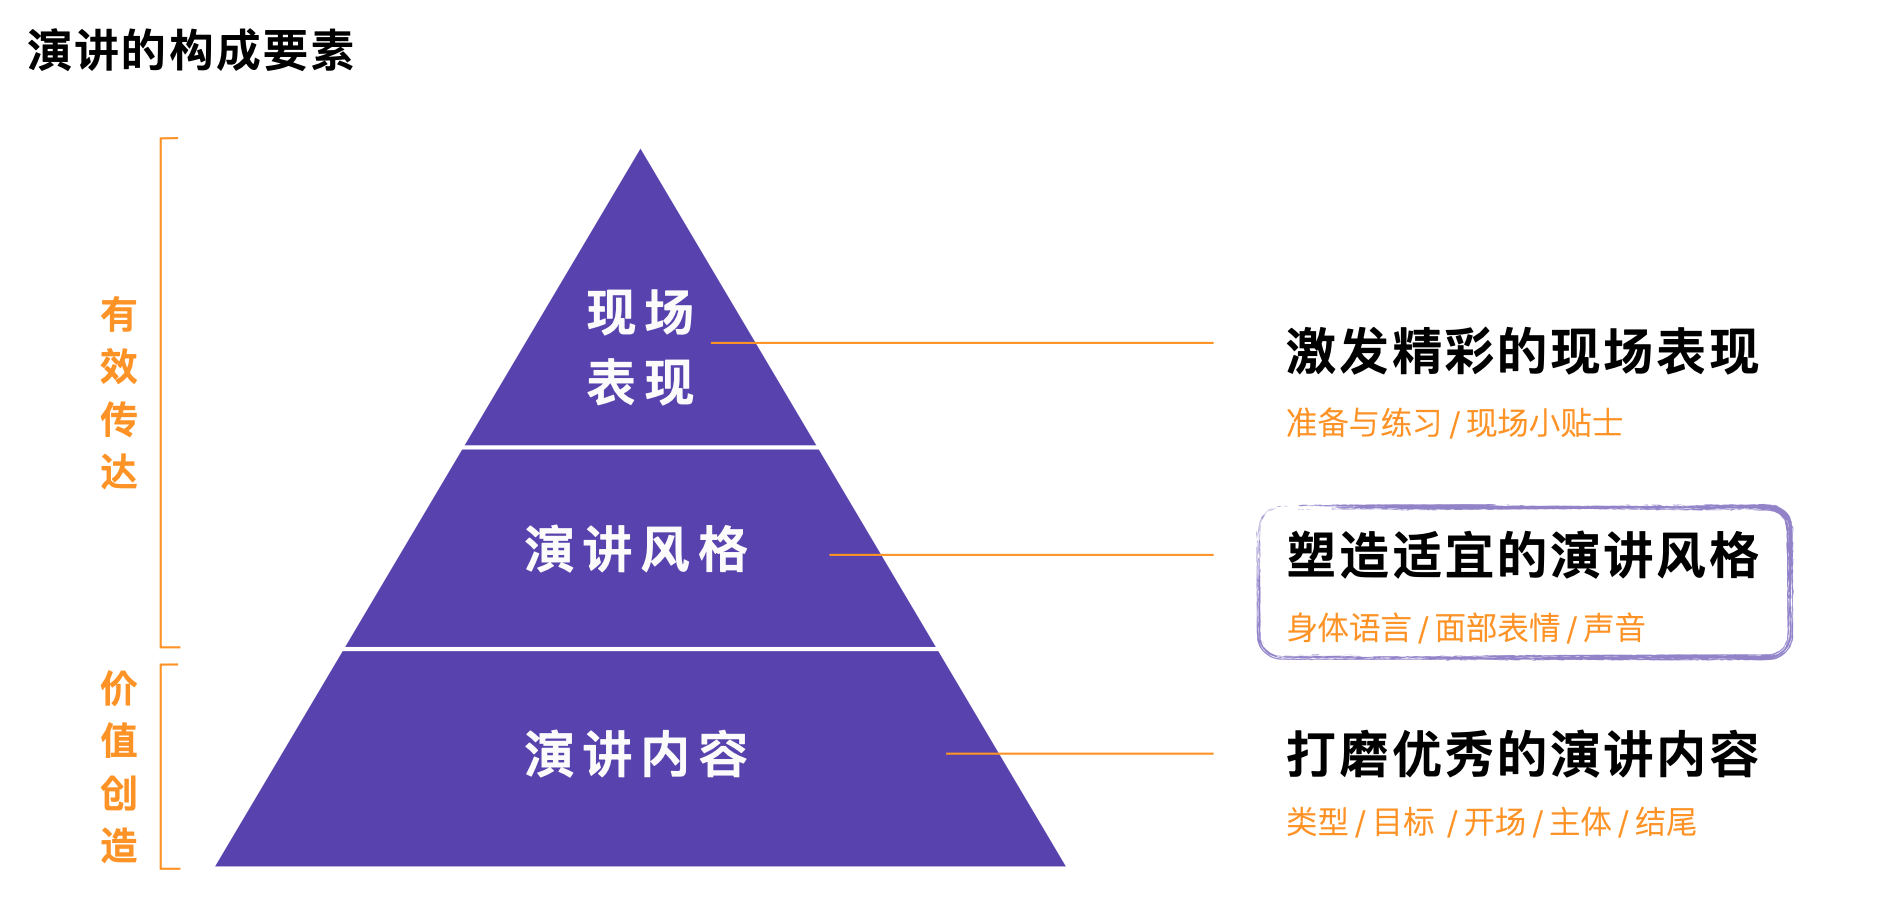 演讲的构成要素
有
效
传
达
价
值
创
造
现场
表现
演讲风格
演讲内容
激发精彩的现场表现
准备与练习 / 现场小贴士
塑造适宜的演讲风格
身体语言 / 面部表情 / 声音
打磨优秀的演讲内容
类型 / 目标 / 开场 / 主体 / 结尾